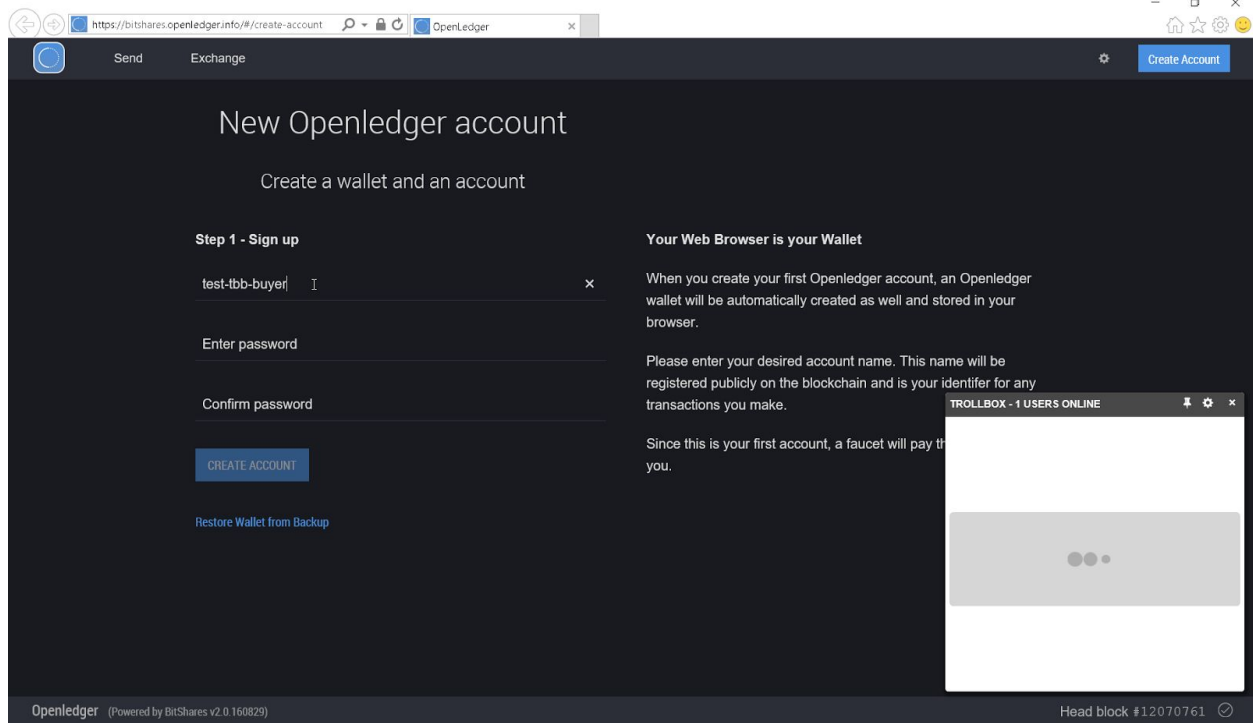 https://bitshares.openledger.info/#/create-account
OpenLedger
Send
Exchange
Create Account
New Openledger account
Create a wallet and an account
Step 1 - Sign up
test-tbb-buyer
Enter password
Confirm password
CREATE ACCOUNT
Restore Wallet from Backup
Your Web Browser is your Wallet
When you create your first Openledger account, an Openledger
wallet will be automatically created as well and stored in your
browser.
Please enter your desired account name. This name will be
registered publicly on the blockchain and is your identifer for any
transactions you make.
Since this is your first account, a faucet will pay
you.
TROLLBOX - 1 USERS ONLINE
Openledger (Powered by BitShares v2.0.160829)
Head block #12070761